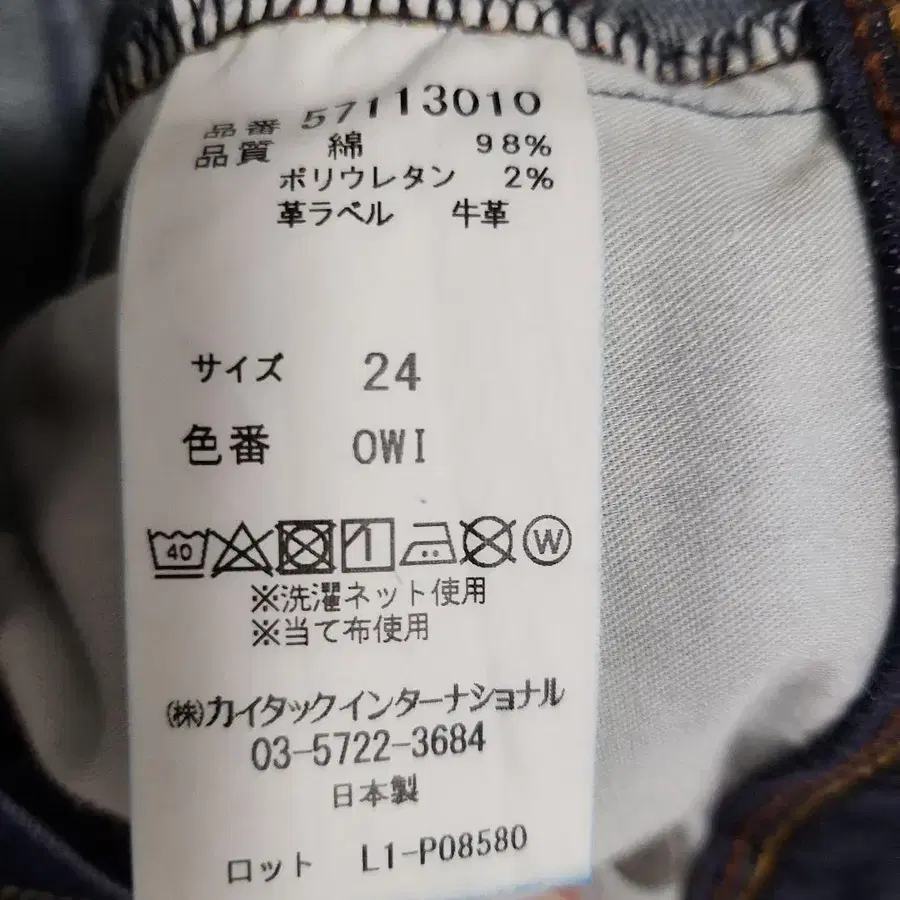 品番 57113010
品質 綿 98%
ポリウレタン 2%
革ラベル 牛革
サイズ 24
色番 OWI
40 W
※洗濯ネット使用
※当て布使用
(株)カイタックインターナショナル
03-5722-3684
日本製
ロット L1-P08580